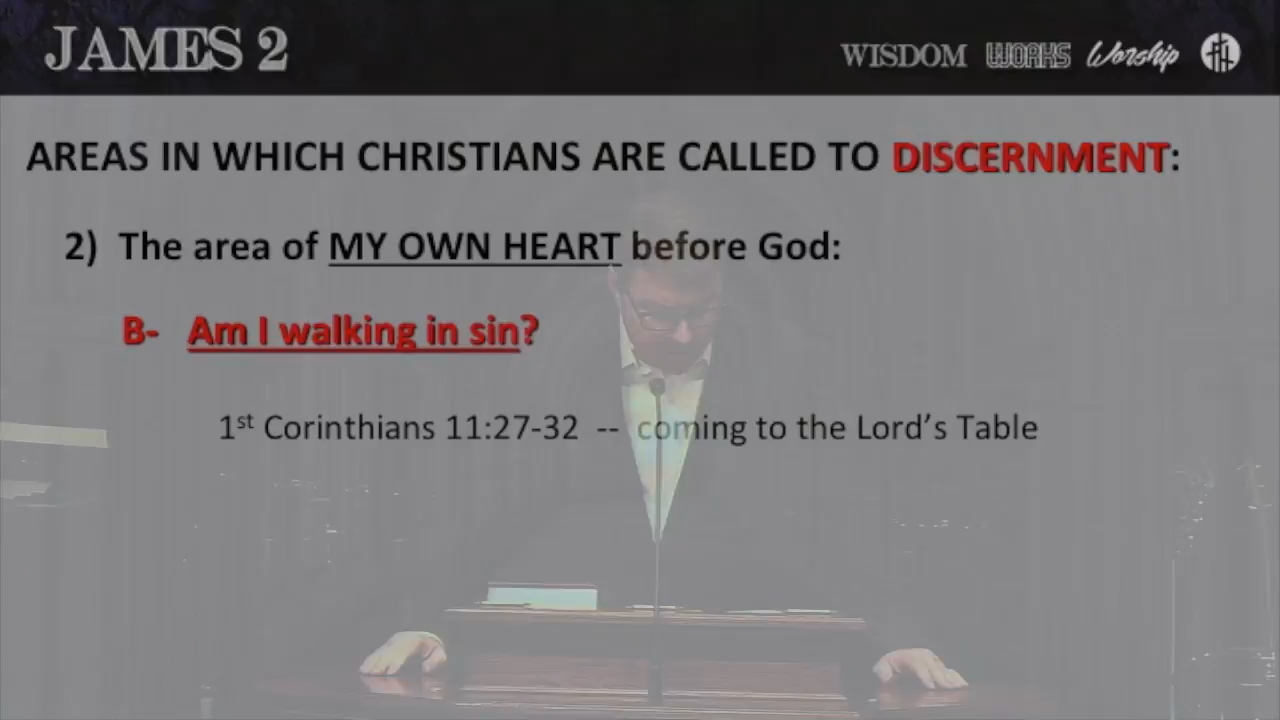 JAMES 2
WISDOM WORKS Worship
AREAS IN WHICH CHRISTIANS ARE CALLED TO DISCERNMENT:
2) The area of MY OWN HEART before God:
B- Am I walking in sin?
1st Corinthians 11:27-32 -- coming to the Lord’s Table